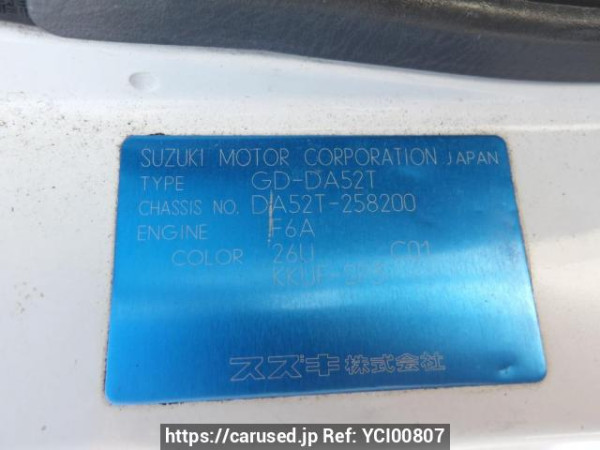 SUZUKI MOTOR CORPORATION JAPAN
TYPE GD-DA52T
CHASSIS NO. DA52T-258200
ENGINE F6A
COLOR 26U C01
スズキ株式会社
https://carused.jp Ref: YCI00807